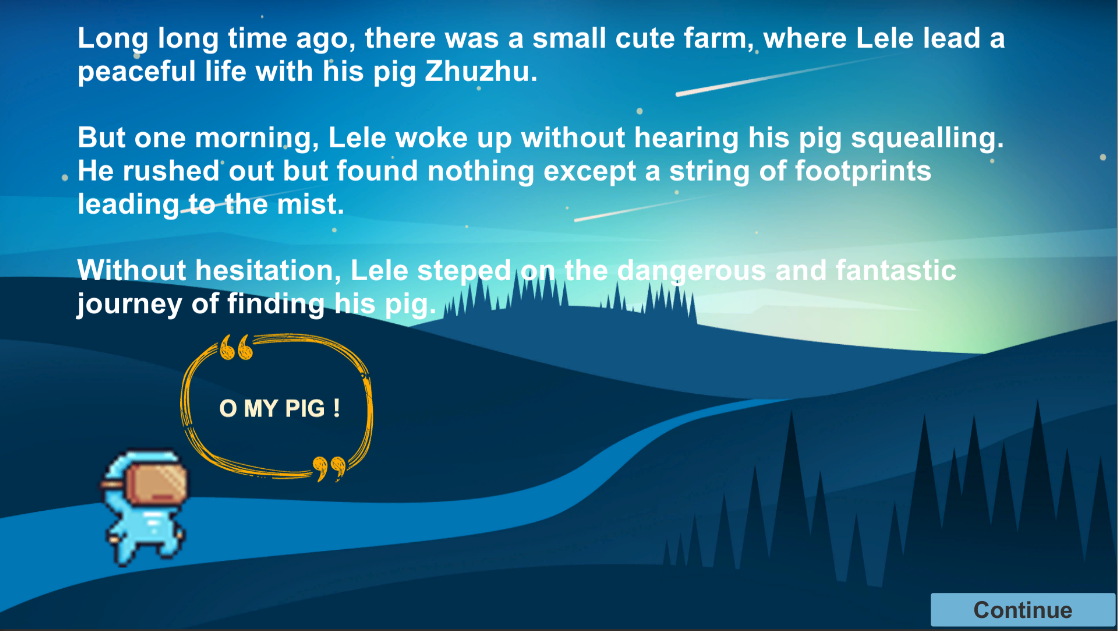 Long long time ago, there was a small cute farm, where Lele lead a
peaceful life with his pig Zhuzhu.
But one morning, Lele woke up without hearing his pig squealling.
He rushed out but found nothing except a string of footprints
leading to the mist.
Without hesitation, Lele steped on the dangerous and fantastic
journey of finding his pig.
“
O MY PIG !
”
Continue